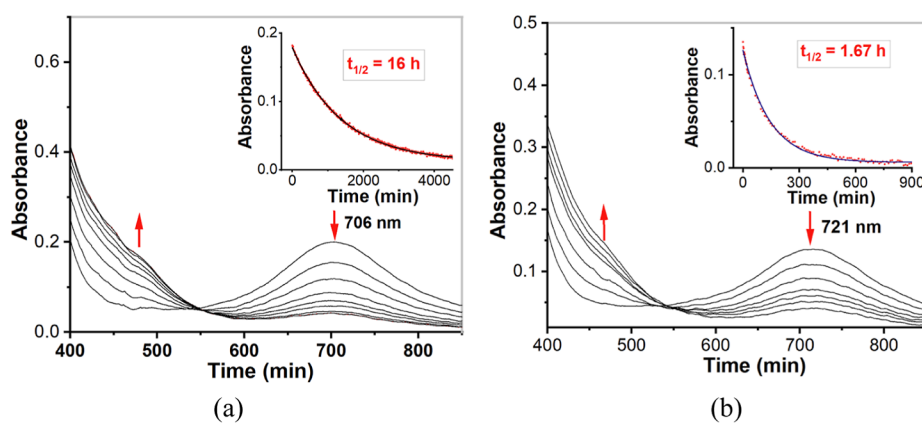 0.6
0.4
0.2
0.0
Absorbance
400 500 600 700 800
Time (min)
706 nm
0.2
0.1
0.0
Absorbance
0 2000 4000
Time (min)
t1/2 = 16 h
(a)
0.5
0.4
0.3
0.2
0.1
Absorbance
400 500 600 700 800
Time (min)
721 nm
0.1
0.0
Absorbance
0 300 600 900
Time (min)
t1/2 = 1.67 h
(b)